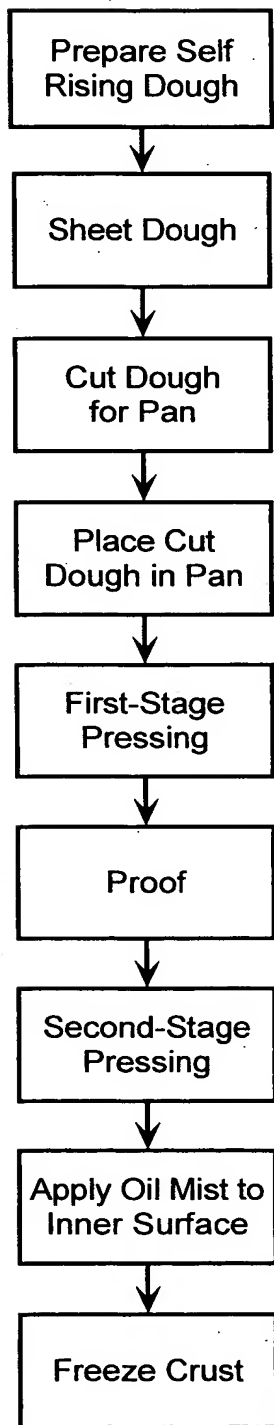 Prepare Self
Rising Dough
Sheet Dough
Cut Dough
for Pan
Place Cut
Dough in Pan
First-Stage
Pressing
Proof
Second-Stage
Pressing
Apply Oil Mist to
Inner Surface
Freeze Crust